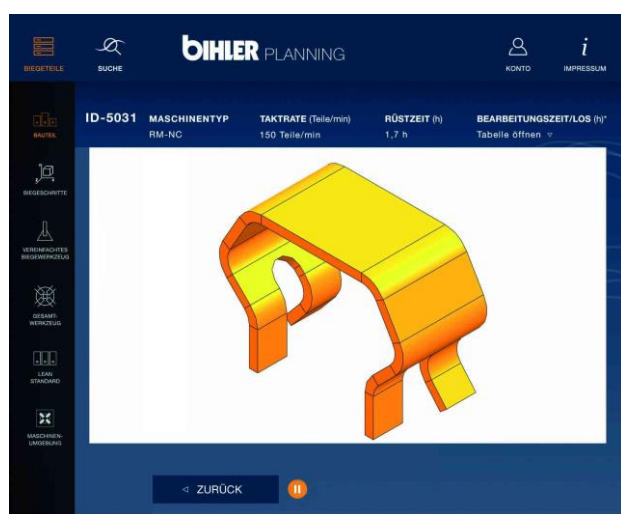 BIHLER PLANNING
BIEGETEILE
SUCHE
KONTO
i
IMPRESSUM
ID-5031
MASCHINENTYP
RM-NC
TAKTRATE (Teile/min)
150 Teile/min
RÜSTZEIT (h)
1,7 h
BEARBEITUNGSZEIT/LOS (h)*
Tabelle öffnen
BAUTEIL
BIEGESCHRITTE
VEREINFACHTES
BIEGEWERKZEUG
GESAMT-
WERKZEUG
LEAN
STANDARD
MASCHINEN-
UMGEBUNG
ZURÜCK